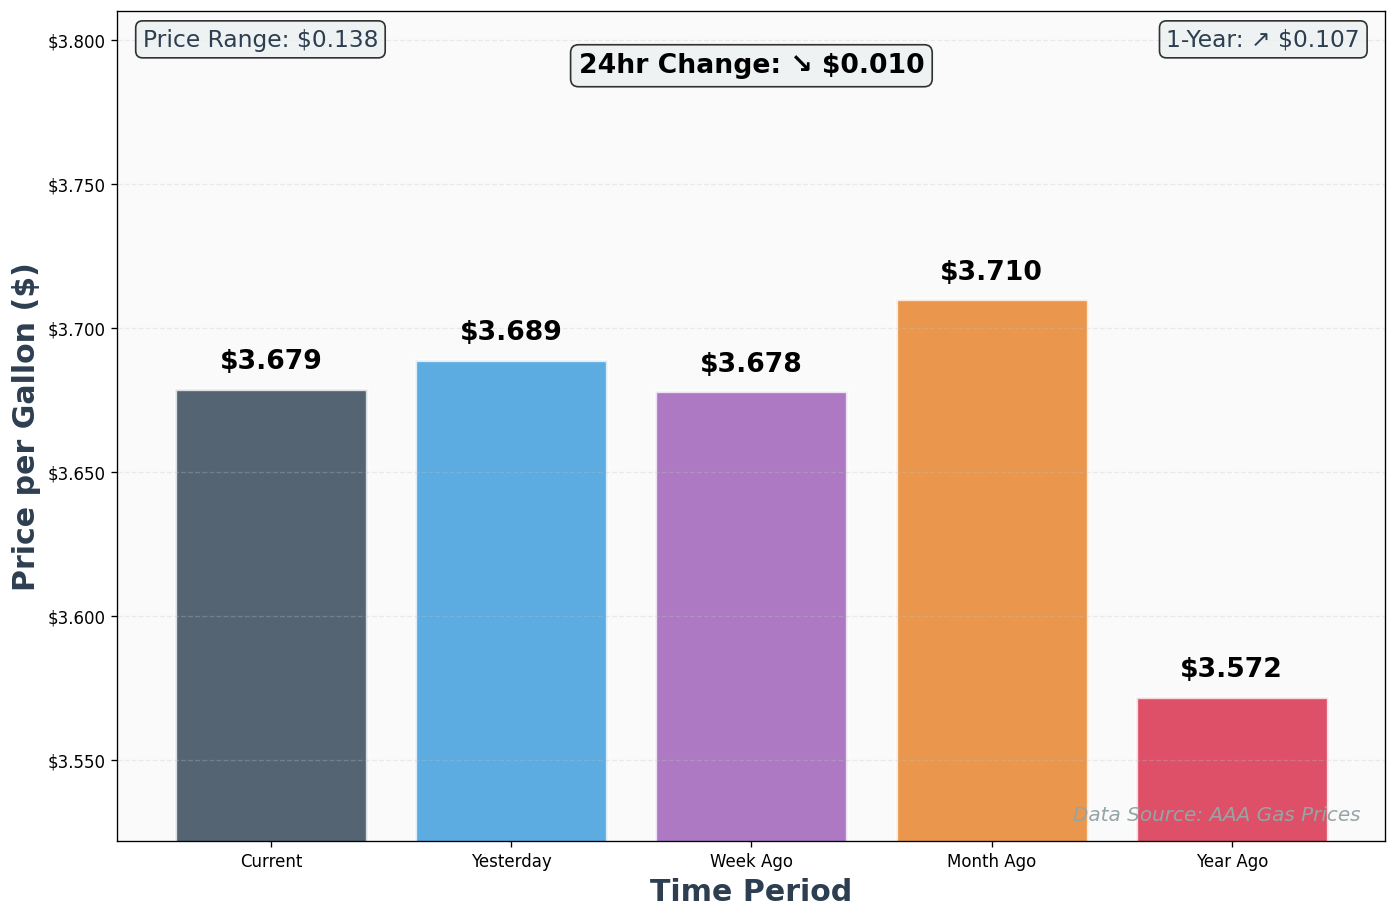 Price Range: $0.138
24hr Change: ↘ $0.010
1-Year: ↗ $0.107
Price per Gallon ($)
$3.800
$3.750
$3.700
$3.650
$3.600
$3.550
$3.679
$3.689
$3.678
$3.710
$3.572
Data Source: AAA Gas Prices
Current
Yesterday
Week Ago
Month Ago
Year Ago
Time Period